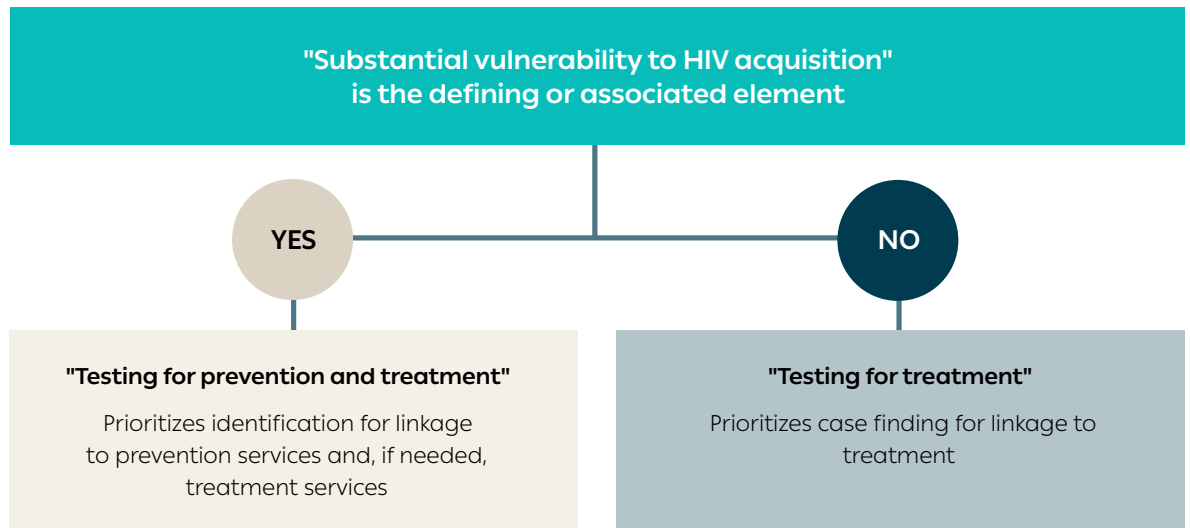 "Substantial vulnerability to HIV acquisition"
is the defining or associated element
YES
NO
"Testing for prevention and treatment"
Prioritizes identification for linkage
to prevention services and, if needed,
treatment services
"Testing for treatment"
Prioritizes case finding for linkage to
treatment